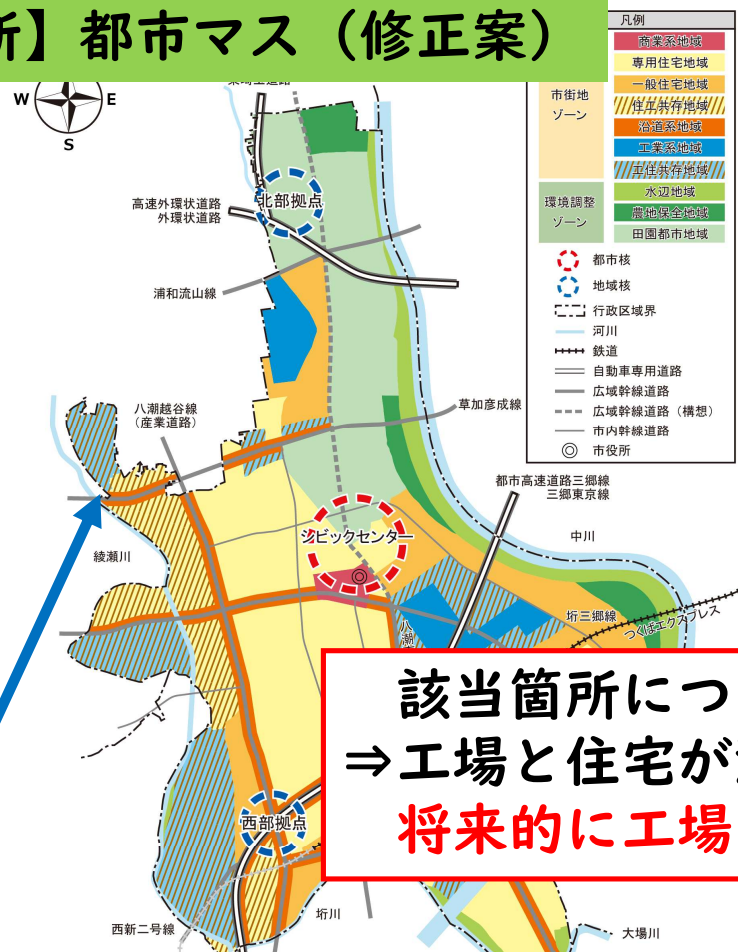 所】都市マス（修正案）
W
E
S
高速外環状道路
外環状道路
北部拠点
浦和流山線
八潮越谷線
（産業道路）
草加彦成線
都市高速道路三郷線
三郷東京線
中川
シビックセンター
綾瀬川
八潮
垳三郷線
つくばエクスプレス
西部拠点
西新二号線
垳川
大場川
凡例
市街地
ゾーン
商業系地域
専用住宅地域
一般住宅地域
住工共存地域
沿道系地域
工業系地域
工住共存地域
環境調整
ゾーン
水辺地域
農地保全地域
田園都市地域
都市核
地域核
行政区域界
河川
鉄道
自動車専用道路
広域幹線道路
広域幹線道路（構想）
市内幹線道路
市役所
該当箇所につ
⇒工場と住宅が
将来的に工場